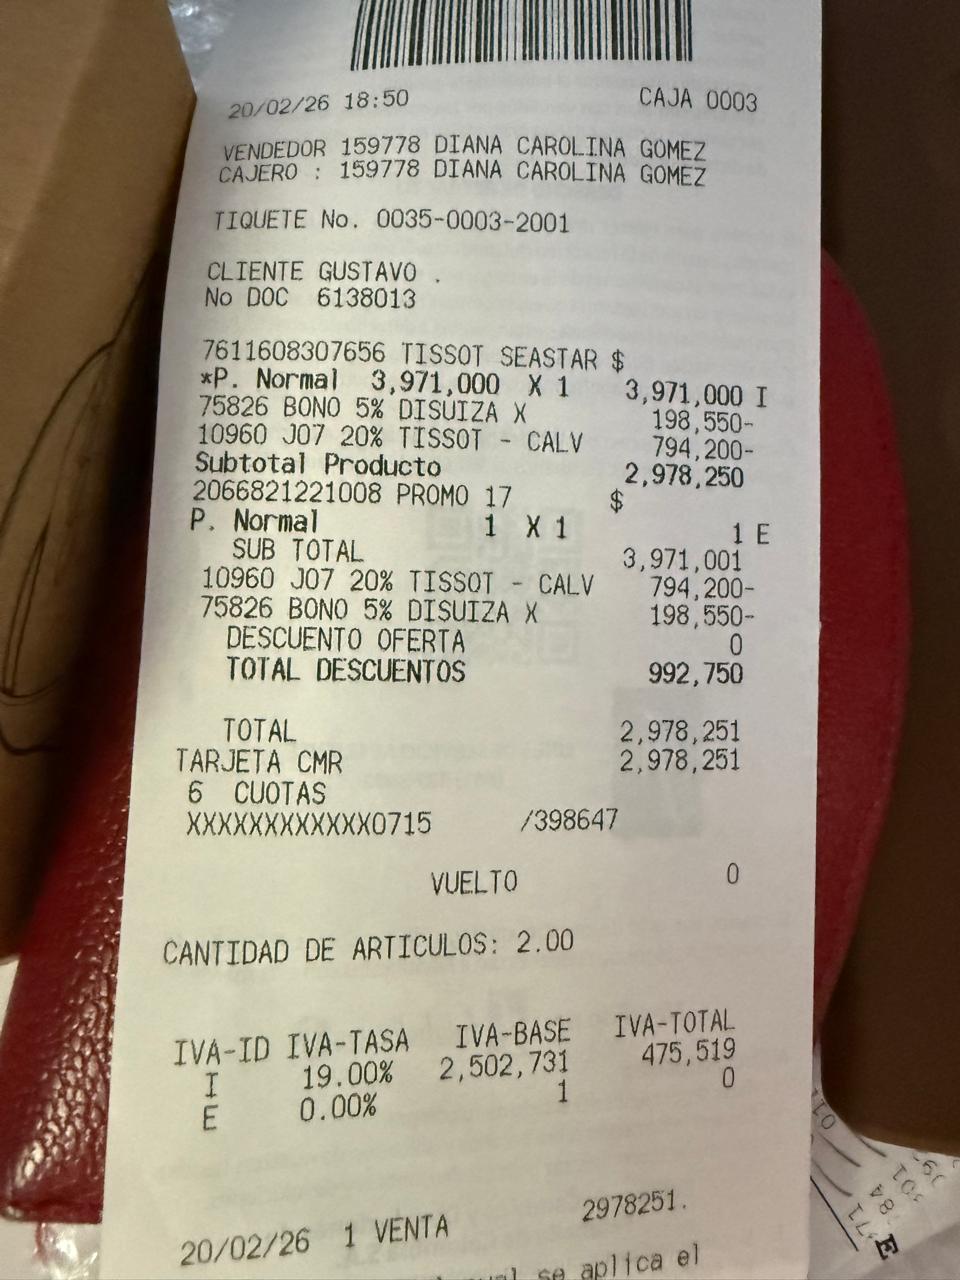 20/02/26 18:50 CAJA 0003
VENDEDOR 159778 DIANA CAROLINA GOMEZ
CAJERO : 159778 DIANA CAROLINA GOMEZ
TIQUETE No. 0035-0003-2001
CLIENTE GUSTAVO .
No DOC 6138013
7611608307656 TISSOT SEASTAR $
*P. Normal 3,971,000 X 1 3,971,000 I
75826 BONO 5% DISUIZA X 198,550-
10960 J07 20% TISSOT - CALV 794,200-
Subtotal Producto 2,978,250
2066821221008 PROMO 17 $
P. Normal 1 X 1 1 E
SUB TOTAL 3,971,001
10960 J07 20% TISSOT - CALV 794,200-
75826 BONO 5% DISUIZA X 198,550-
DESCUENTO OFERTA 0
TOTAL DESCUENTOS 992,750
TOTAL 2,978,251
TARJETA CMR 2,978,251
6 CUOTAS
XXXXXXXXXXXX0715 /398647
VUELTO 0
CANTIDAD DE ARTICULOS: 2.00
IVA-ID IVA-TASA IVA-BASE IVA-TOTAL
I 19.00% 2,502,731 475,519
E 0.00% 1 0
20/02/26 1 VENTA 2978251.
se aplica el